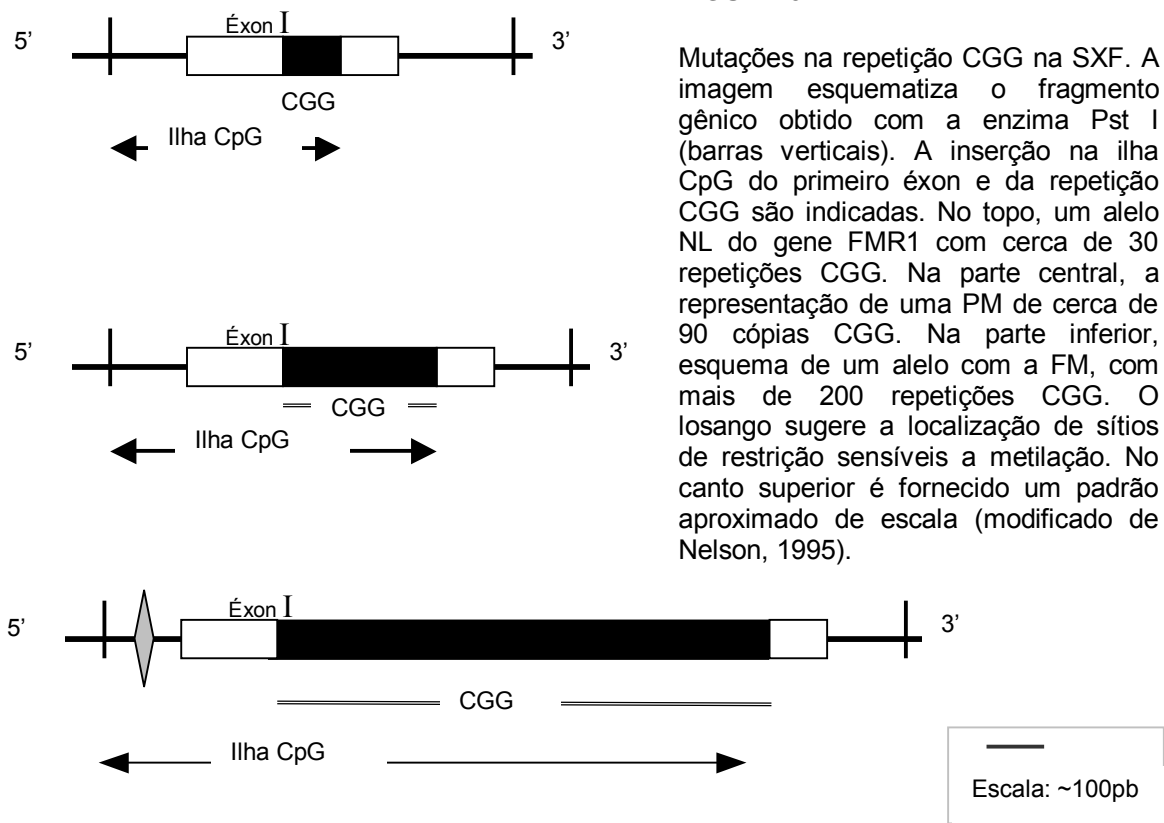 Éxon I
5’
3’
CGG
Ilha CpG
Mutações na repetição CGG na SXF. A
imagem esquematiza o fragmento
gênico obtido com a enzima Pst I
(barras verticais). A inserção na ilha
CpG do primeiro éxon e da repetição
CGG são indicadas. No topo, um alelo
NL do gene FMR1 com cerca de 30
repetições CGG. Na parte central, a
representação de uma PM de cerca de
90 cópias CGG. Na parte inferior,
esquema de um alelo com a FM, com
mais de 200 repetições CGG. O
losango sugere a localização de sítios
de restrição sensíveis a metilação. No
canto superior é fornecido um padrão
aproximado de escala (modificado de
Nelson, 1995).
Éxon I
5’
3’
CGG
Ilha CpG
Éxon I
5’
3’
CGG
Ilha CpG
Escala: ~100pb